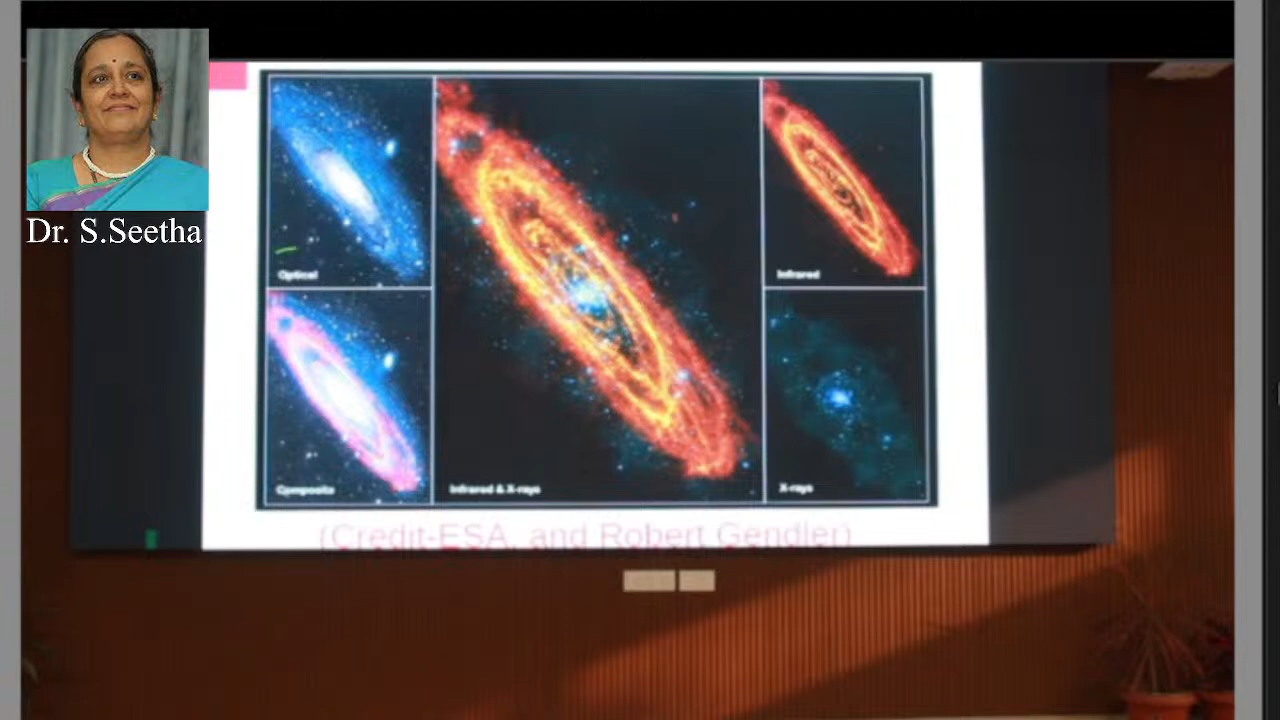 Dr. S.Seetha
Optical
Infrared
Composite
Infrared & X-rays
X-rays
(Credit-ESA, and Robert Gendler)